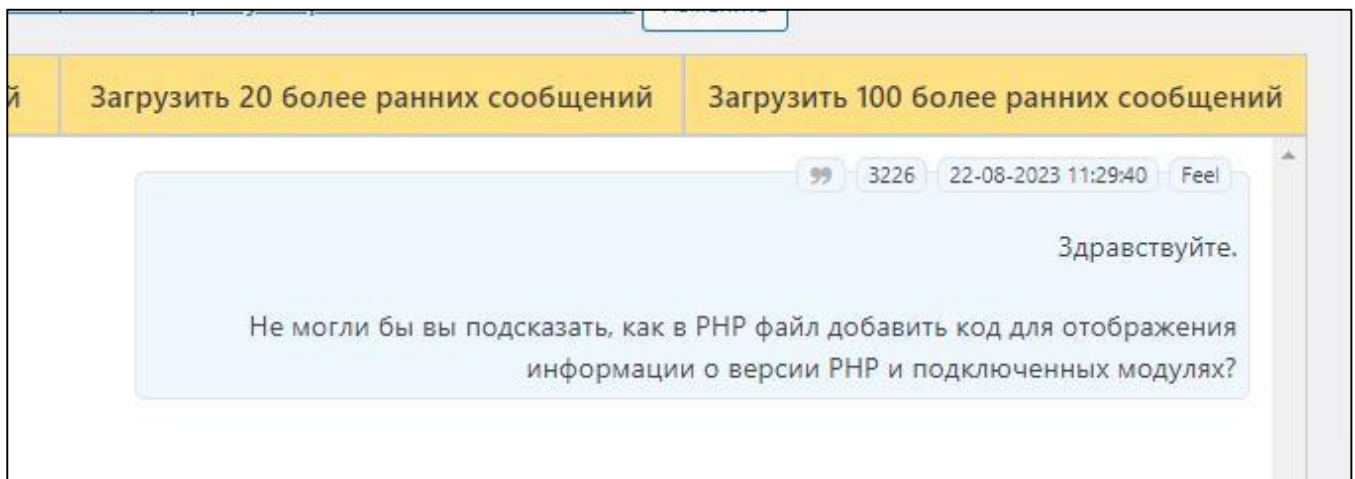 й
Загрузить 20 более ранних сообщений
Загрузить 100 более ранних сообщений
3226 22-08-2023 11:29:40 Feel
Здравствуйте.
Не могли бы вы подсказать, как в PHP файл добавить код для отображения
информации о версии PHP и подключенных модулях?